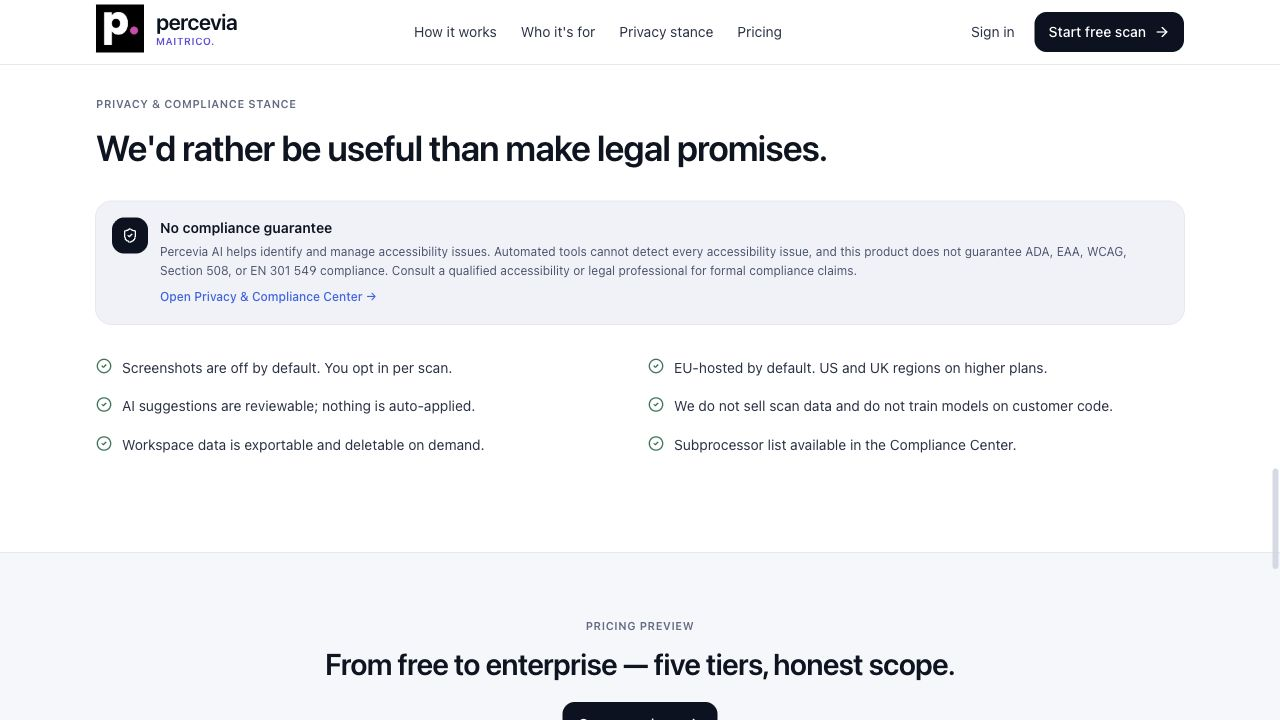 p.
percevia
MAITRICO.
How it works
Who it's for
Privacy stance
Pricing
Sign in
Start free scan →
PRIVACY & COMPLIANCE STANCE
We'd rather be useful than make legal promises.
No compliance guarantee
Percevia AI helps identify and manage accessibility issues. Automated tools cannot detect every accessibility issue, and this product does not guarantee ADA, EAA, WCAG,
Section 508, or EN 301 549 compliance. Consult a qualified accessibility or legal professional for formal compliance claims.
Open Privacy & Compliance Center →
Screenshots are off by default. You opt in per scan.
EU-hosted by default. US and UK regions on higher plans.
AI suggestions are reviewable; nothing is auto-applied.
We do not sell scan data and do not train models on customer code.
Workspace data is exportable and deletable on demand.
Subprocessor list available in the Compliance Center.
PRICING PREVIEW
From free to enterprise — five tiers, honest scope.